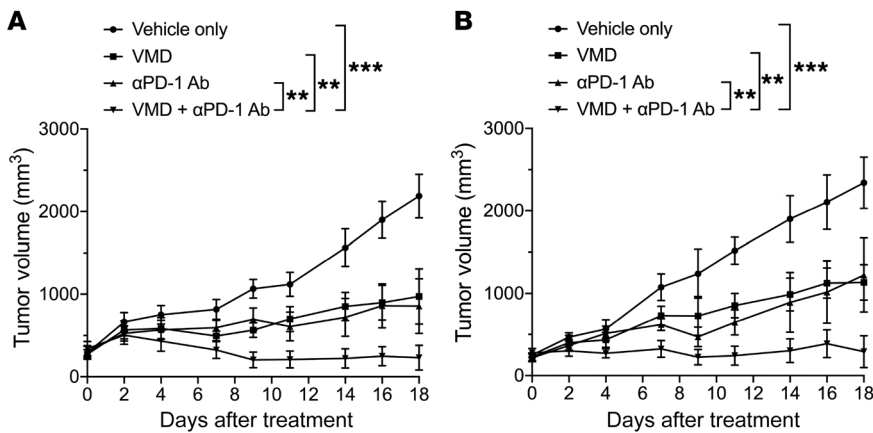 A
Vehicle only
VMD
αPD-1 Ab
VMD + αPD-1 Ab
**
**
***
3000
2000
1000
0
Tumor volume (mm³)
0 2 4 6 8 10 12 14 16 18
Days after treatment
B
Vehicle only
VMD
αPD-1 Ab
VMD + αPD-1 Ab
**
**
***
3000
2000
1000
0
Tumor volume (mm³)
0 2 4 6 8 10 12 14 16 18
Days after treatment